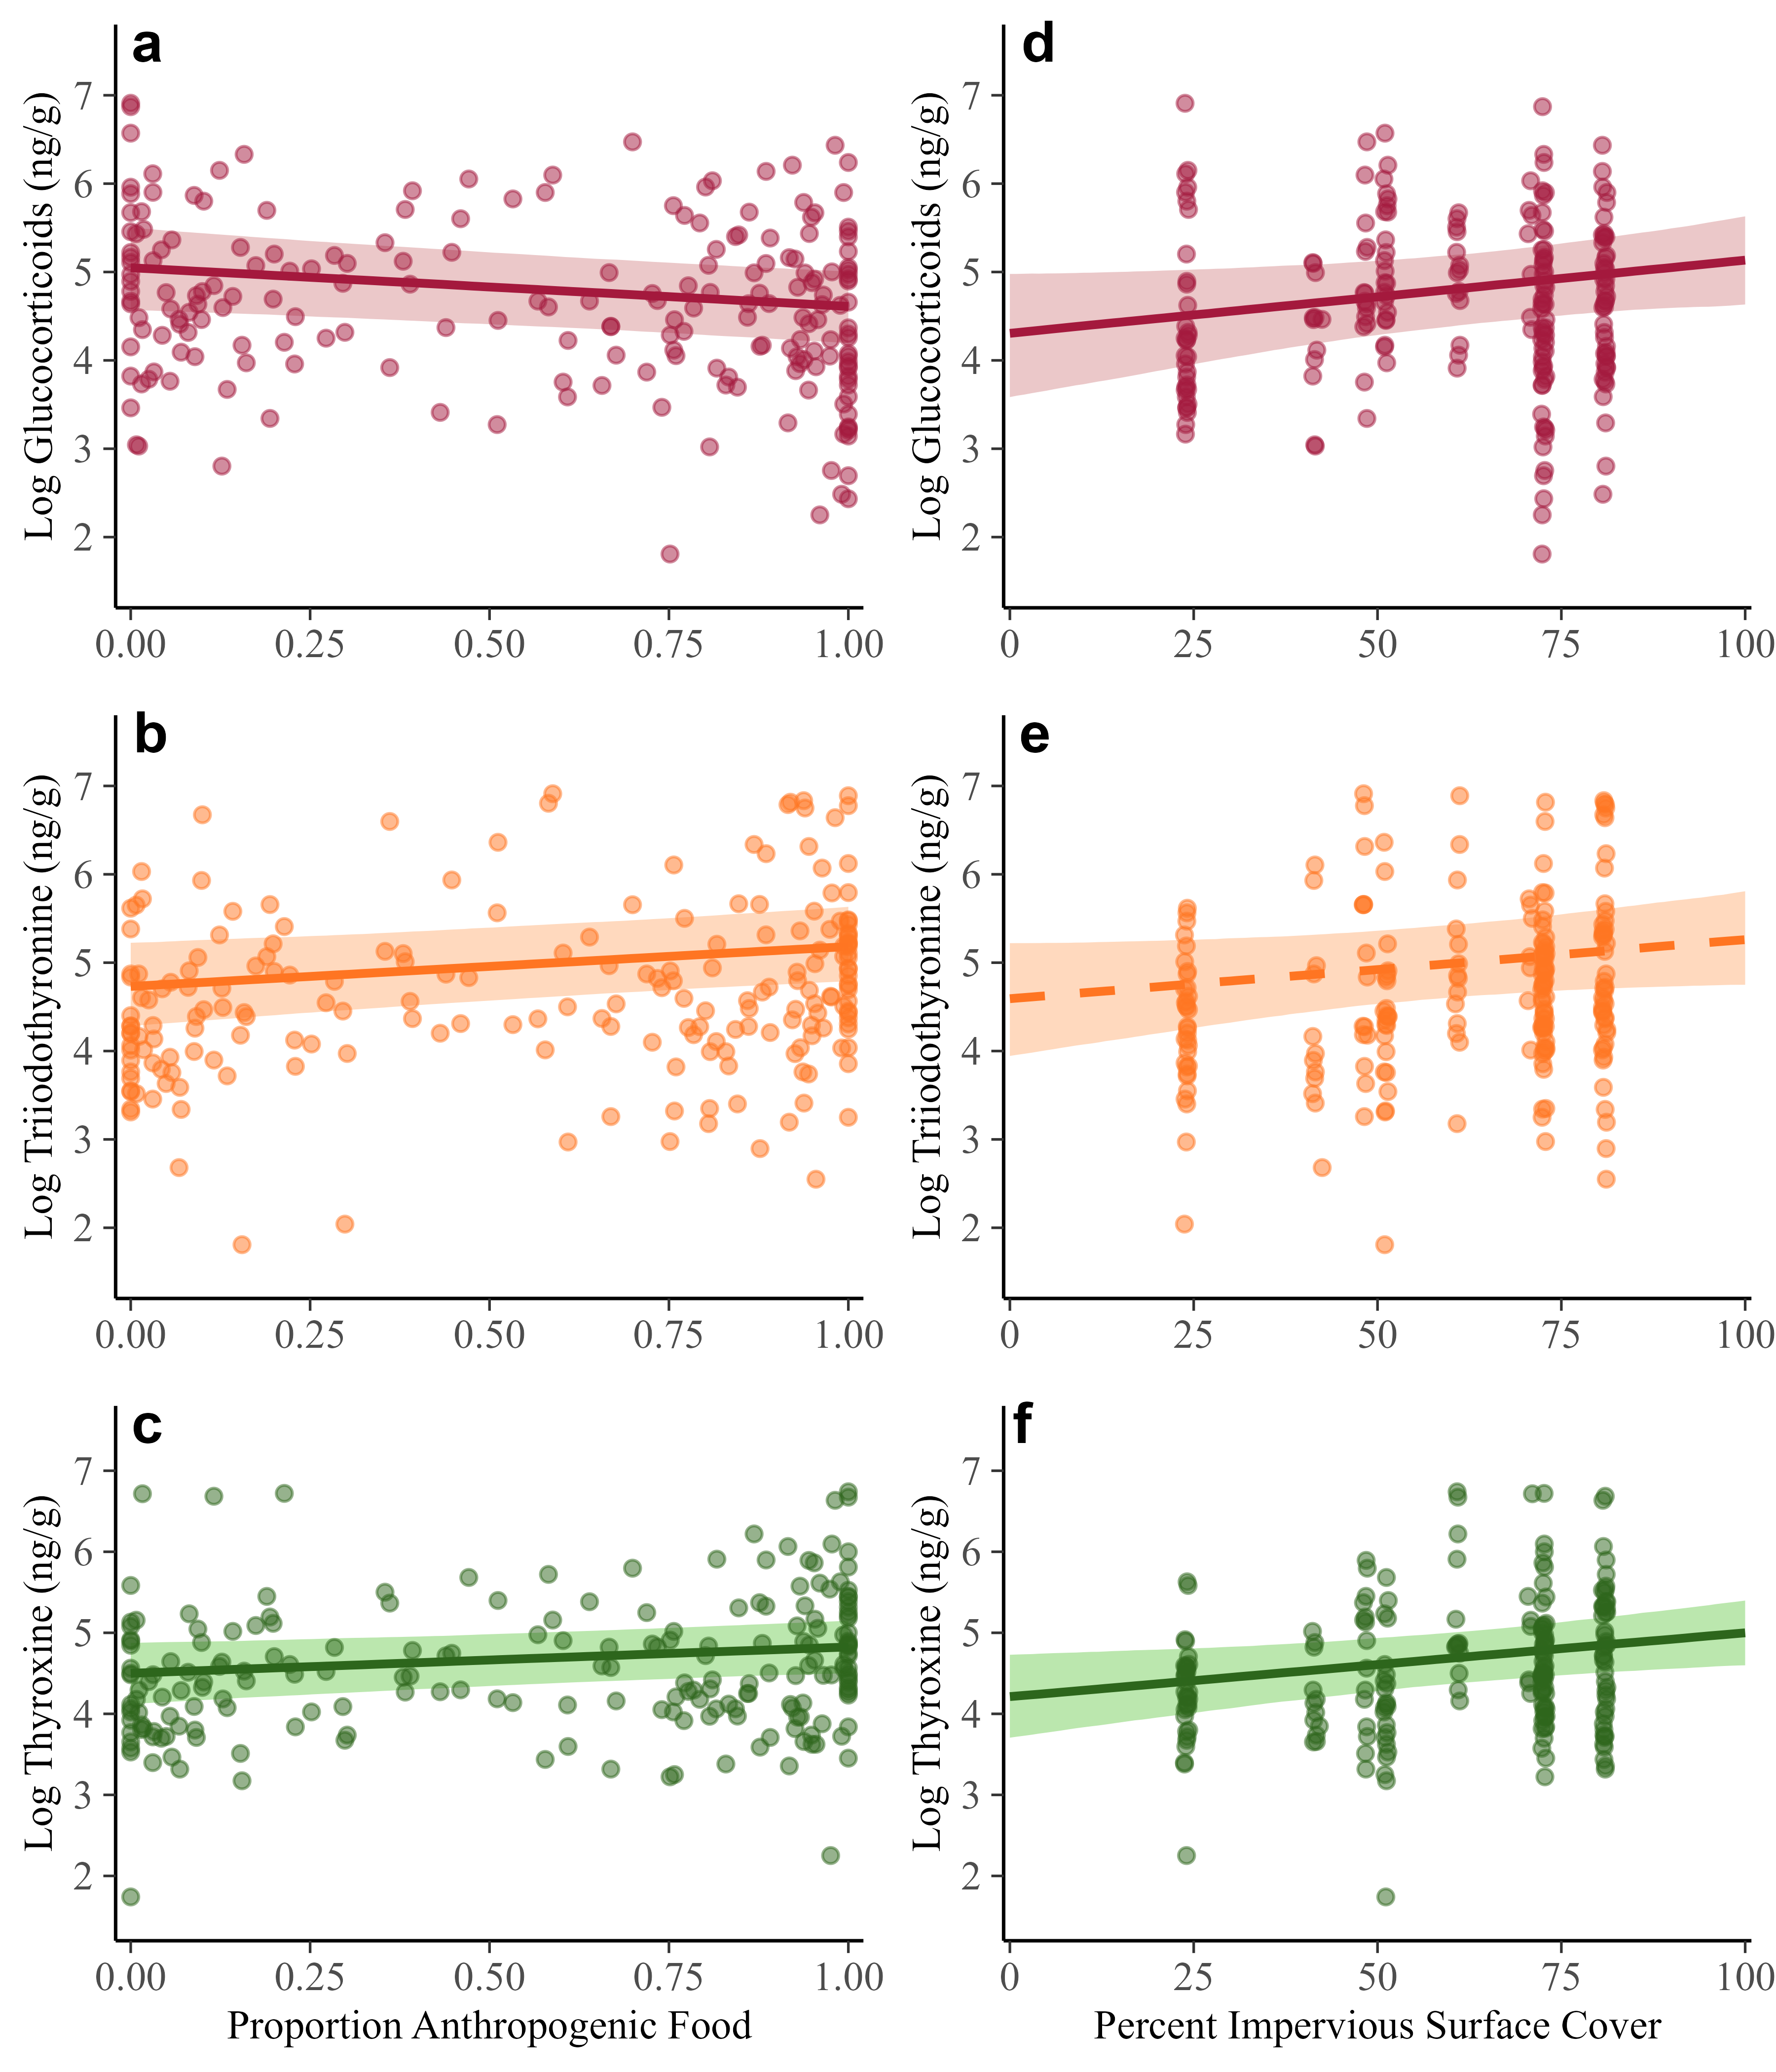 a
Log Glucocorticoids (ng/g)
7
6
5
4
3
2
0.00 0.25 0.50 0.75 1.00
d
Log Glucocorticoids (ng/g)
7
6
5
4
3
2
0 25 50 75 100
b
Log Triiodothyronine (ng/g)
7
6
5
4
3
2
0.00 0.25 0.50 0.75 1.00
e
Log Triiodothyronine (ng/g)
7
6
5
4
3
2
0 25 50 75 100
c
Log Thyroxine (ng/g)
7
6
5
4
3
2
0.00 0.25 0.50 0.75 1.00
Proportion Anthropogenic Food
f
Log Thyroxine (ng/g)
7
6
5
4
3
2
0 25 50 75 100
Percent Impervious Surface Cover